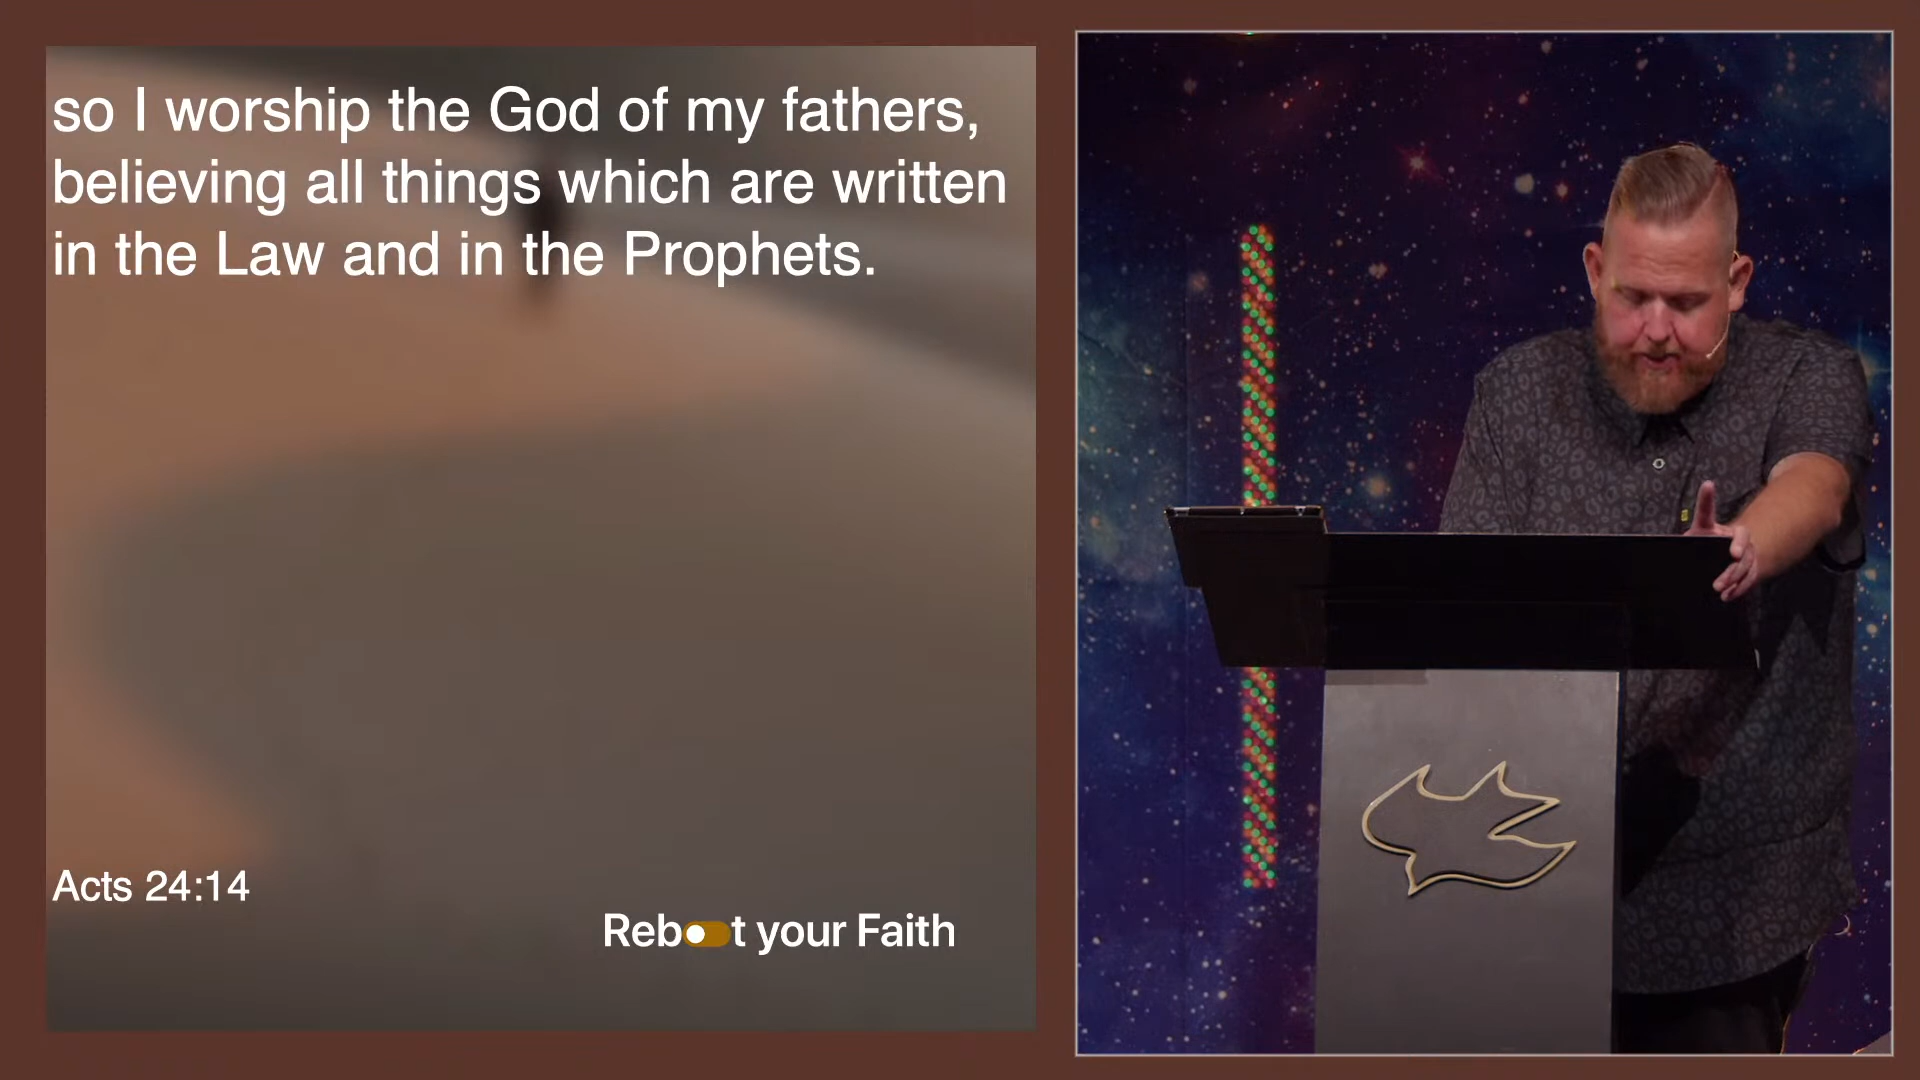 so I worship the God of my fathers,
believing all things which are written
in the Law and in the Prophets.
Acts 24:14
Reboot your Faith